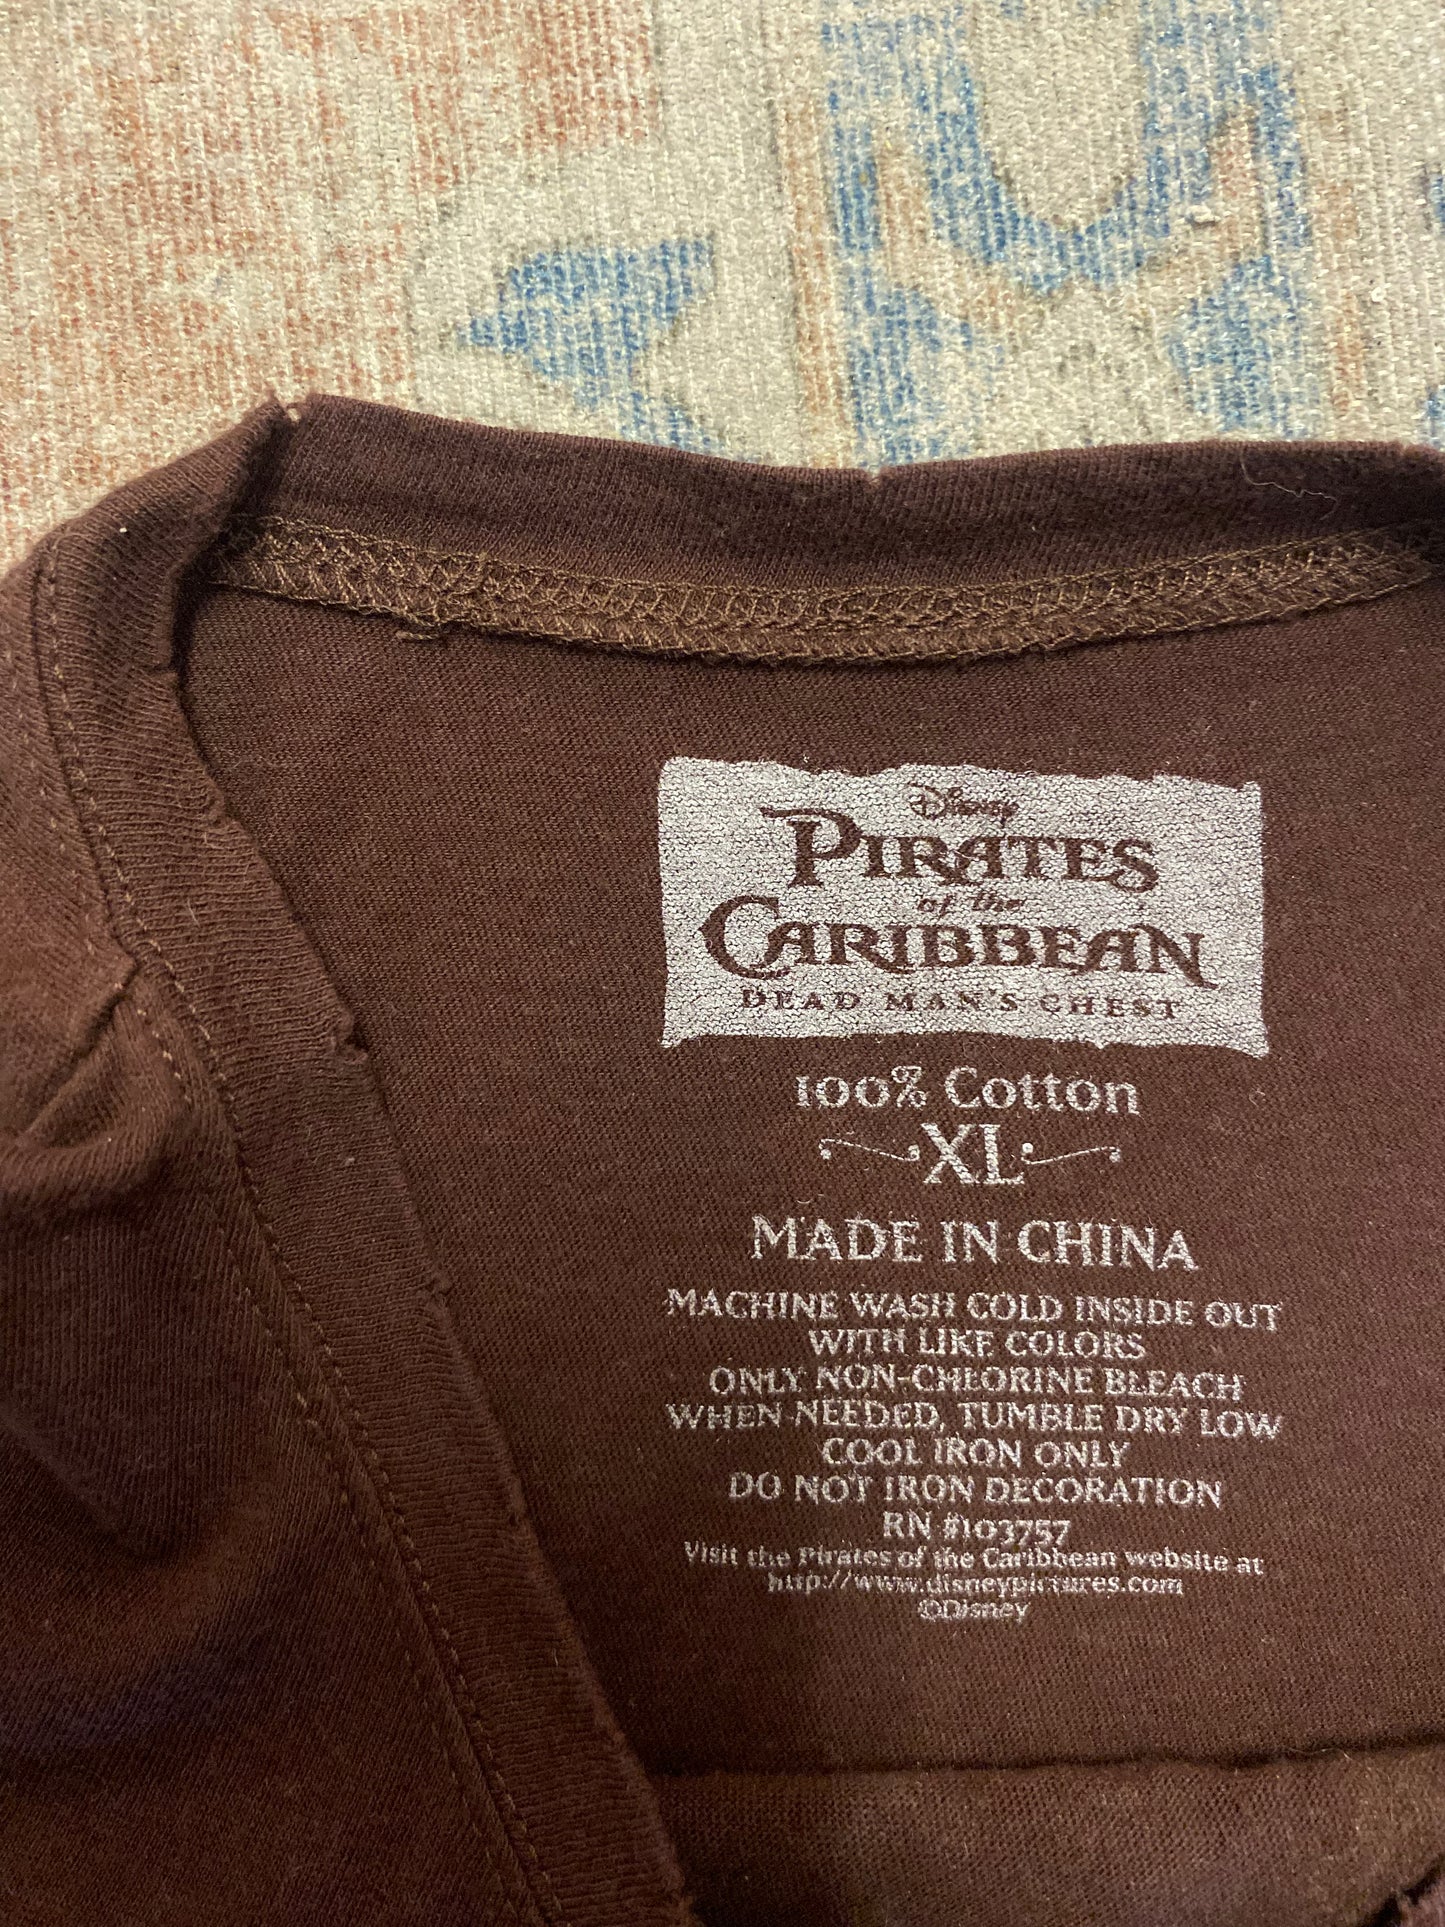 Disney
PIRATES
of the
CARIBBEAN
DEAD MAN'S CHEST
100% Cotton
XL
MADE IN CHINA
MACHINE WASH COLD INSIDE OUT
WITH LIKE COLORS
ONLY NON-CHLORINE BLEACH
WHEN NEEDED, TUMBLE DRY LOW
COOL IRON ONLY
DO NOT IRON DECORATION
RN #103757
Visit the Pirates of the Caribbean website at
http://www.disneypictures.com
©Disney